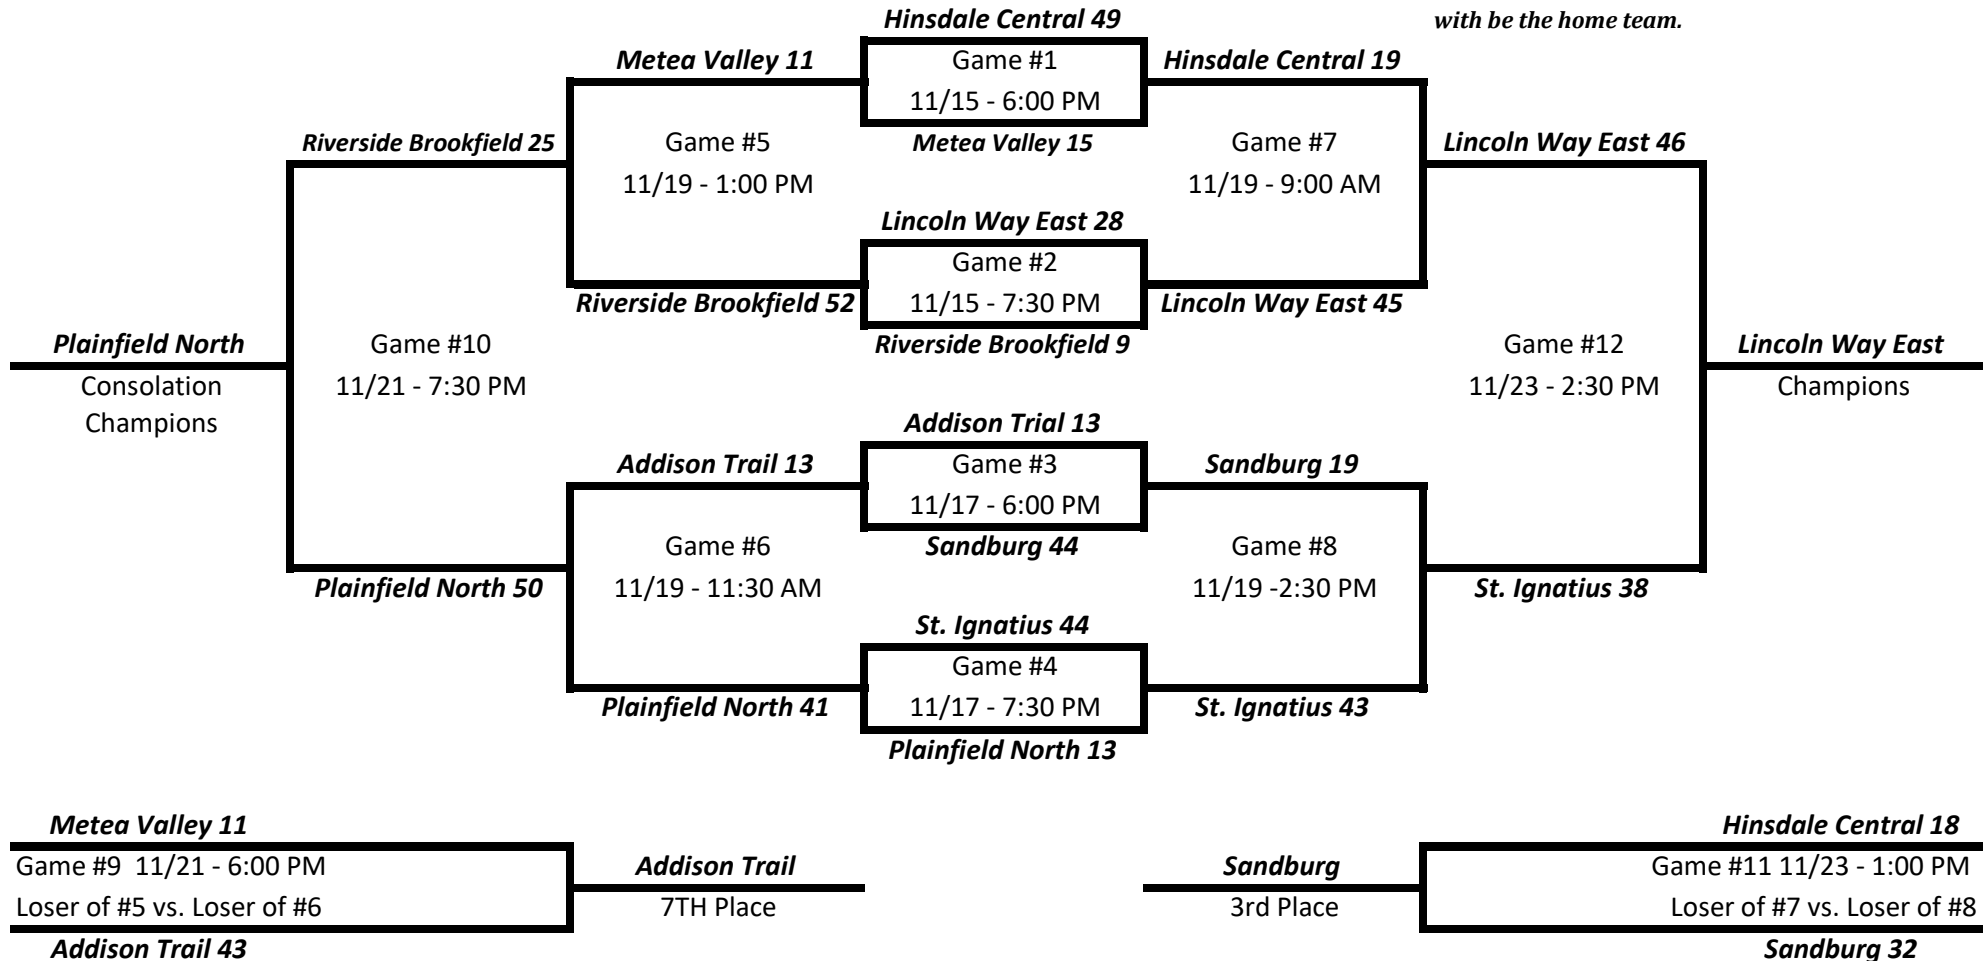 Hinsdale Central 49
with be the home team.
Metea Valley 11
Game #1
Hinsdale Central 19
11/15 - 6:00 PM
Riverside Brookfield 25
Game #5
Metea Valley 15
Game #7
Lincoln Way East 46
11/19 - 1:00 PM
11/19 - 9:00 AM
Lincoln Way East 28
Game #2
Riverside Brookfield 52
11/15 - 7:30 PM
Lincoln Way East 45
Plainfield North
Game #10
Riverside Brookfield 9
Game #12
Lincoln Way East
Consolation
11/21 - 7:30 PM
11/23 - 2:30 PM
Champions
Champions
Addison Trial 13
Addison Trail 13
Game #3
Sandburg 19
11/17 - 6:00 PM
Game #6
Sandburg 44
Game #8
Plainfield North 50
11/19 - 11:30 AM
11/19 -2:30 PM
St. Ignatius 38
St. Ignatius 44
Game #4
Plainfield North 41
11/17 - 7:30 PM
St. Ignatius 43
Plainfield North 13
Metea Valley 11
Hinsdale Central 18
Game #9 11/21 - 6:00 PM
Addison Trail
Sandburg
Game #11 11/23 - 1:00 PM
Loser of #5 vs. Loser of #6
7TH Place
3rd Place
Loser of #7 vs. Loser of #8
Addison Trail 43
Sandburg 32